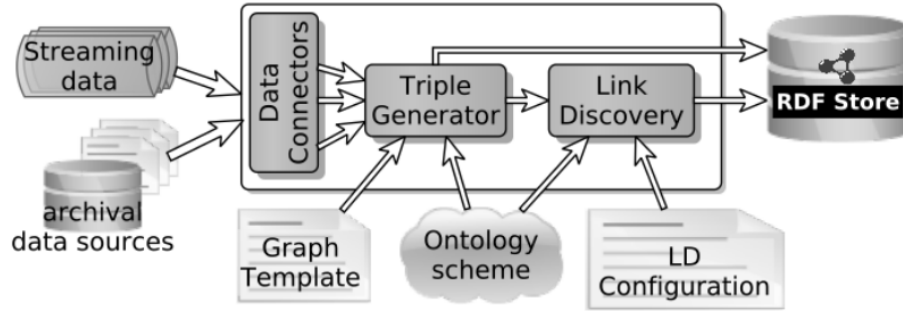 Streaming
data
archival
data sources
Data
Connectors
Triple
Generator
Link
Discovery
RDF Store
Graph
Template
Ontology
scheme
LD
Configuration